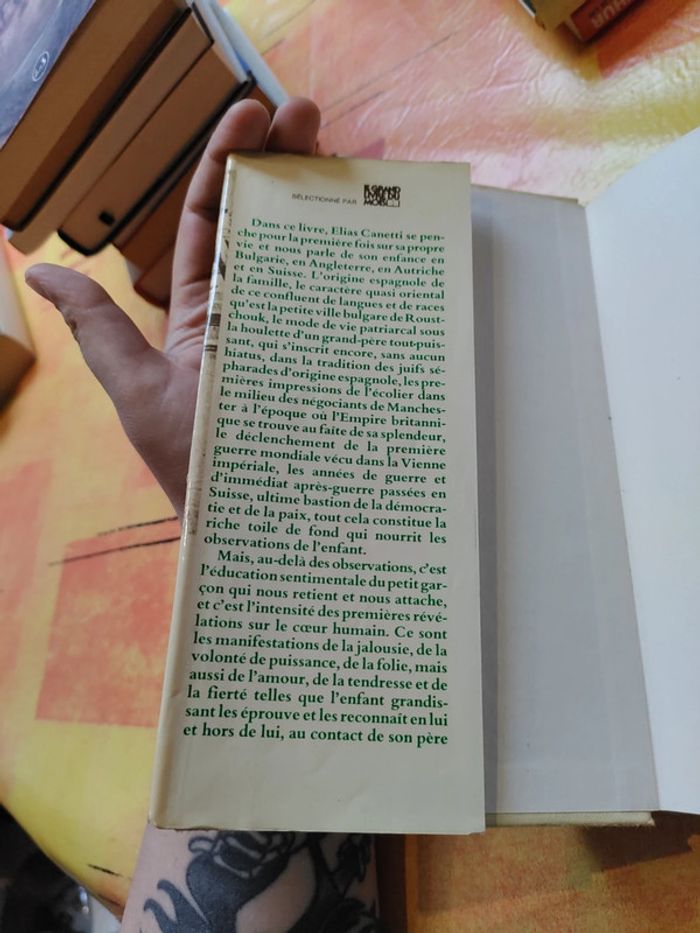 SÉLECTIONNÉ PAR LE GRAND LIVRE DU MOIS
Dans ce livre, Elias Canetti se pen-
che pour la première fois sur sa propre
vie et nous parle de son enfance en
Bulgarie, en Angleterre, en Autriche
et en Suisse. L'origine espagnole de
la famille, le caractère quasi oriental
de ce confluent de langues et de races
qu'est la petite ville bulgare de Roust-
chouk, le mode de vie patriarcal sous
la houlette d'un grand-père tout-puis-
sant, qui s'inscrit encore, sans aucun
hiatus, dans la tradition des juifs sé-
pharades d'origine espagnole, les pre-
mières impressions de l'écolier dans
le milieu des négociants de Manches-
ter à l'époque où l'Empire britanni-
que se trouve au faîte de sa splendeur,
le déclenchement de la première
guerre mondiale vécu dans la Vienne
impériale, les années de guerre et
d'immédiat après-guerre passées en
Suisse, ultime bastion de la démocra-
tie et de la paix, tout cela constitue la
riche toile de fond qui nourrit les
observations de l'enfant.
Mais, au-delà des observations, c'est
l'éducation sentimentale du petit gar-
çon qui nous retient et nous attache,
et c'est l'intensité des premières révé-
lations sur le cœur humain. Ce sont
les manifestations de la jalousie, de la
volonté de puissance, de la folie, mais
aussi de l'amour, de la tendresse et de
la fierté telles que l'enfant grandis-
sant les éprouve et les reconnaît en lui
et hors de lui, au contact de son père